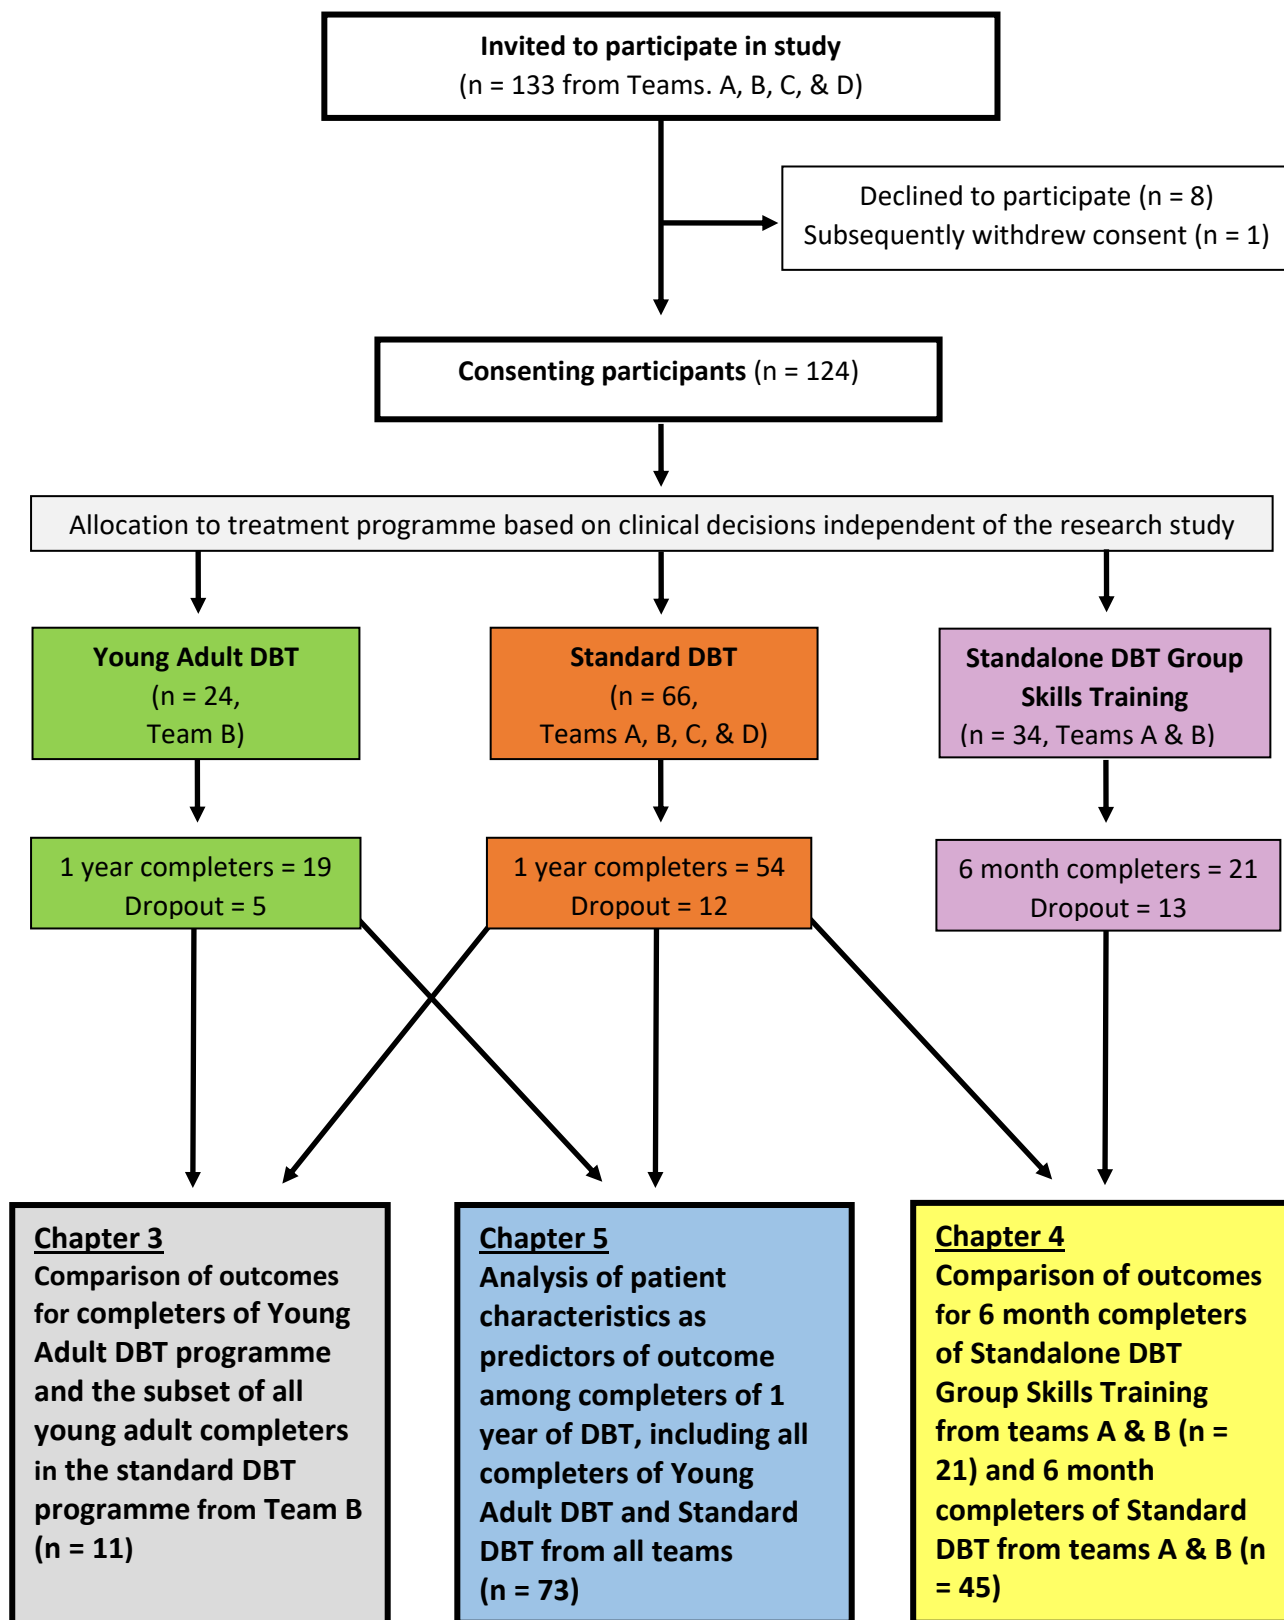 Invited to participate in study
(n = 133 from Teams. A, B, C, & D)
Declined to participate (n = 8)
Subsequently withdrew consent (n = 1)
Consenting participants (n = 124)
Allocation to treatment programme based on clinical decisions independent of the research study
Young Adult DBT
(n = 24,
Team B)
Standard DBT
(n = 66,
Teams A, B, C, & D)
Standalone DBT Group
Skills Training
(n = 34, Teams A & B)
1 year completers = 19
Dropout = 5
1 year completers = 54
Dropout = 12
6 month completers = 21
Dropout = 13
Chapter 3
Comparison of outcomes
for completers of Young
Adult DBT programme
and the subset of all
young adult completers
in the standard DBT
programme from Team B
(n = 11)
Chapter 5
Analysis of patient
characteristics as
predictors of outcome
among completers of 1
year of DBT, including all
completers of Young
Adult DBT and Standard
DBT from all teams
(n = 73)
Chapter 4
Comparison of outcomes
for 6 month completers
of Standalone DBT
Group Skills Training
from teams A & B (n =
21) and 6 month
completers of Standard
DBT from teams A & B (n
= 45)